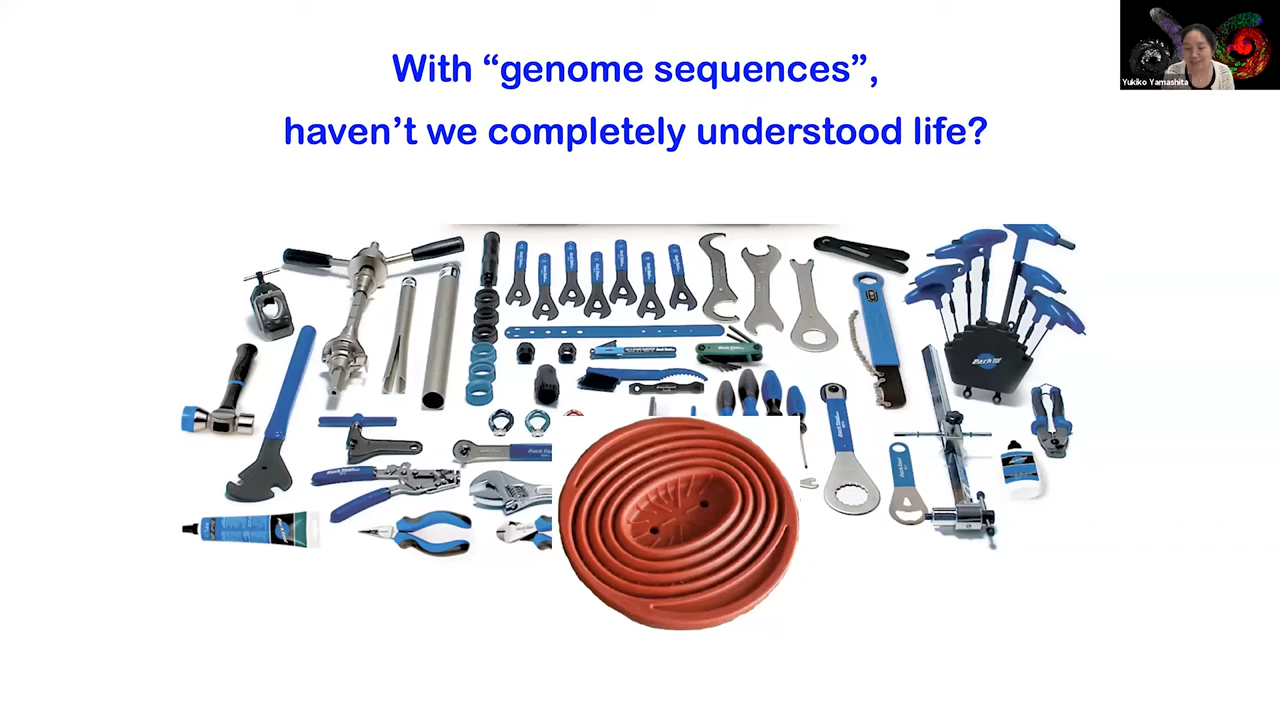 With “genome sequences”,
haven’t we completely understood life?
Yukiko Yamashita